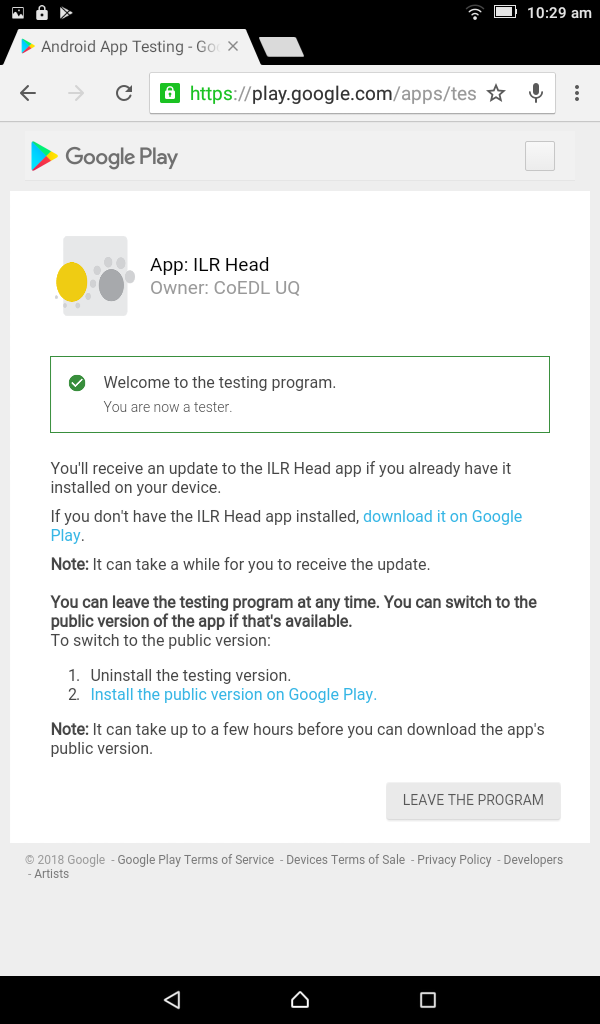 10:29 am
Android App Testing - Goo
https://play.google.com/apps/tes
Google Play
App: ILR Head
Owner: CoEDL UQ
Welcome to the testing program.
You are now a tester.
You'll receive an update to the ILR Head app if you already have it
installed on your device.
If you don't have the ILR Head app installed, download it on Google
Play.
Note: It can take a while for you to receive the update.
You can leave the testing program at any time. You can switch to the
public version of the app if that's available.
To switch to the public version:
1. Uninstall the testing version.
2. Install the public version on Google Play.
Note: It can take up to a few hours before you can download the app's
public version.
LEAVE THE PROGRAM
© 2018 Google - Google Play Terms of Service - Devices Terms of Sale - Privacy Policy - Developers
- Artists